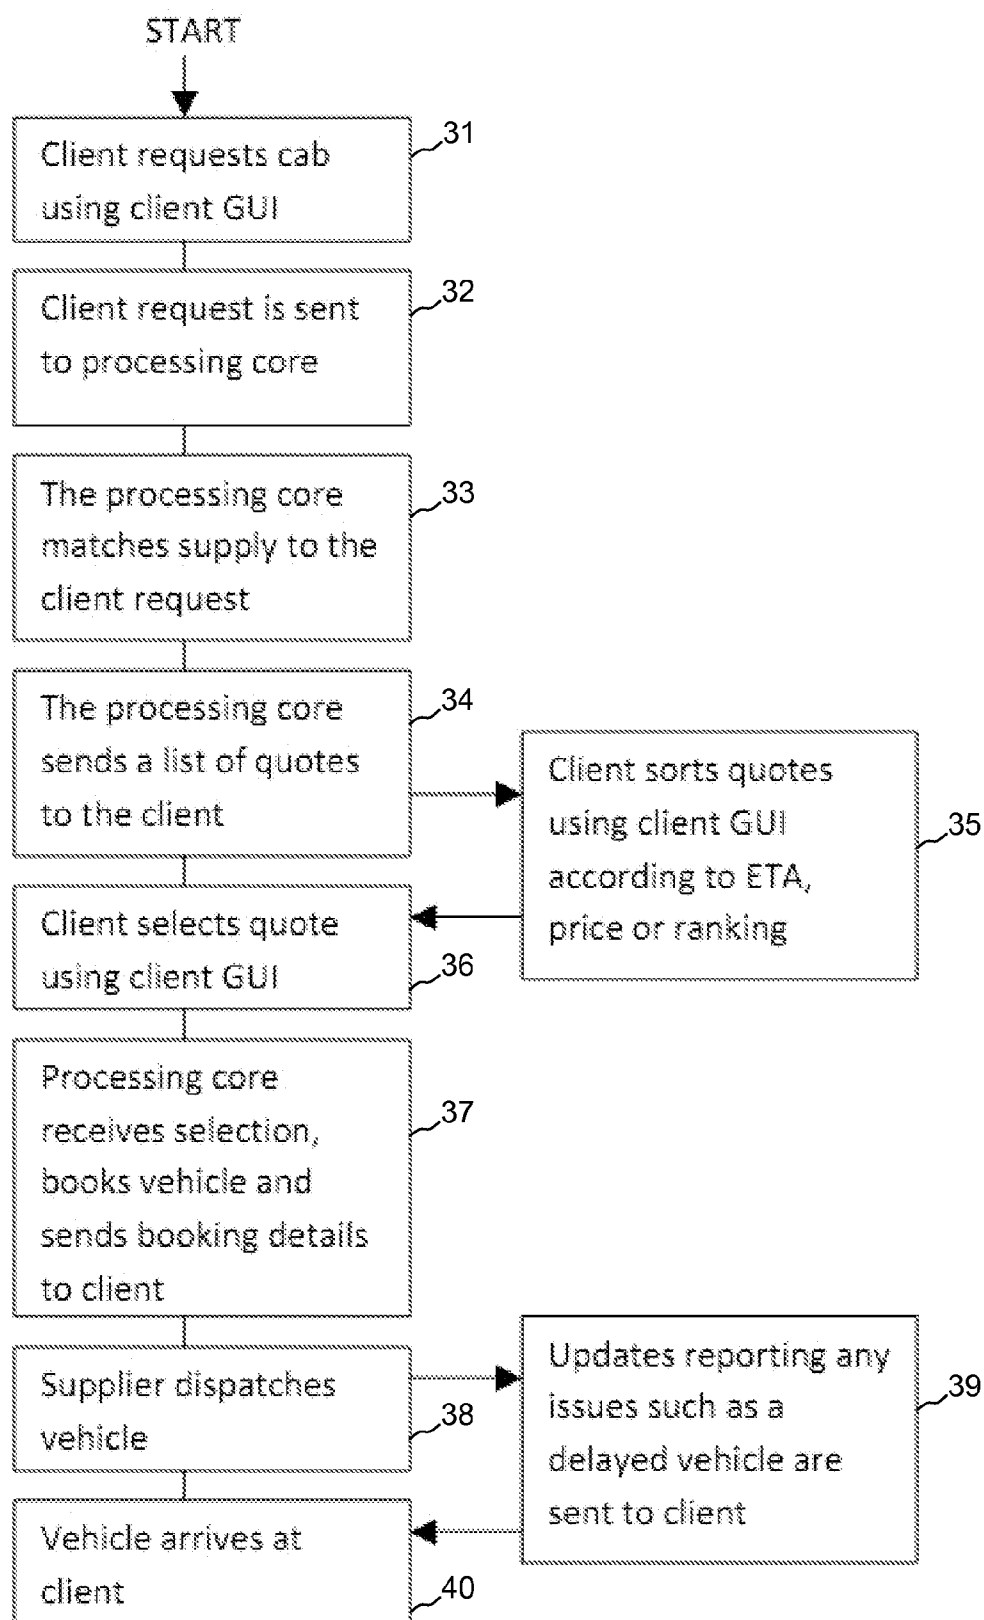 START
Client requests cab
using client GUI
31
Client request is sent
to processing core
32
The processing core
matches supply to the
client request
33
The processing core
sends a list of quotes
to the client
34
Client sorts quotes
using client GUI
according to ETA,
price or ranking
35
Client selects quote
using client GUI
36
Processing core
receives selection,
books vehicle and
sends booking details
to client
37
Supplier dispatches
vehicle
38
Updates reporting any
issues such as a
delayed vehicle are
sent to client
39
Vehicle arrives at
client
40